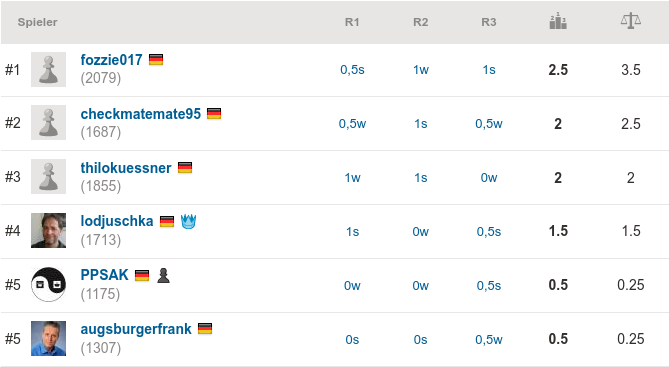 Spieler R1 R2 R3
#1 fozzie017 0,5s 1w 1s 2.5 3.5
(2079)
#2 checkmatemate95 0,5w 1s 0,5w 2 2.5
(1687)
#3 thilokuessner 1w 1s 0w 2 2
(1855)
#4 lodjuschka 1s 0w 0,5s 1.5 1.5
(1713)
#5 PPSAK 0w 0w 0,5s 0.5 0.25
(1175)
#5 augsburgerfrank 0s 0s 0,5w 0.5 0.25
(1307)